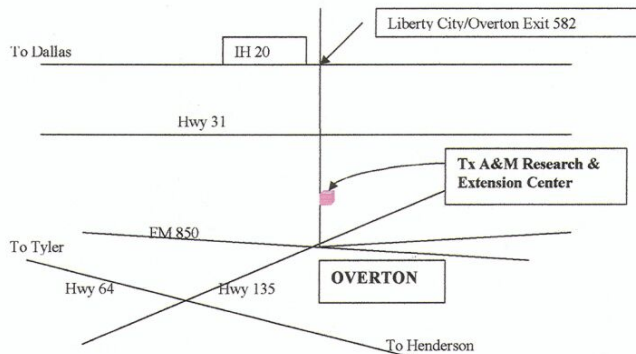 Liberty City/Overton Exit 582
To Dallas
IH 20
Hwy 31
Tx A&M Research &
Extension Center
FM 850
To Tyler
OVERTON
Hwy 64
Hwy 135
To Henderson